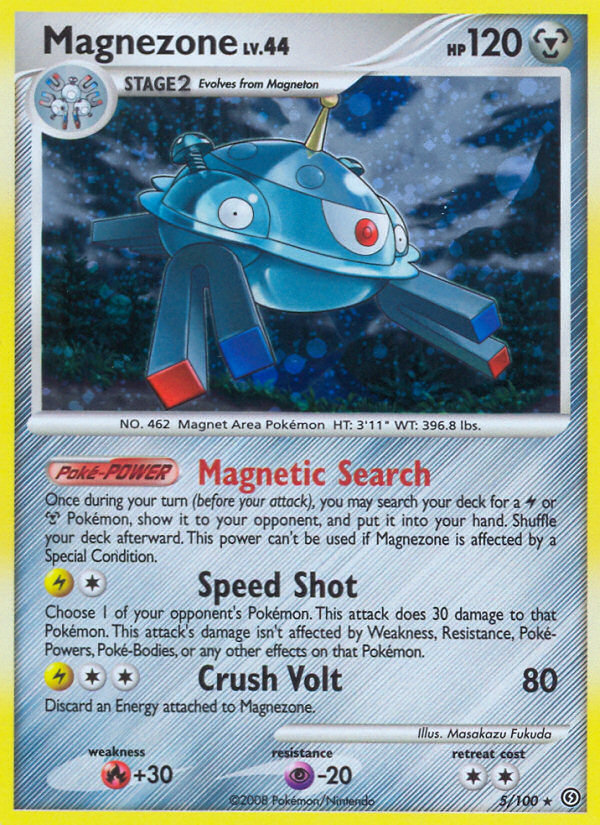 Magnezone LV.44 HP 120
STAGE2 Evolves from Magneton
NO. 462 Magnet Area Pokémon HT: 3'11" WT: 396.8 lbs.
Poké-POWER Magnetic Search
Once during your turn (before your attack), you may search your deck for a or
Pokémon, show it to your opponent, and put it into your hand. Shuffle
your deck afterward. This power can't be used if Magnezone is affected by a
Special Condition.
Speed Shot
Choose 1 of your opponent's Pokémon. This attack does 30 damage to that
Pokémon. This attack's damage isn't affected by Weakness, Resistance, Poké-
Powers, Poké-Bodies, or any other effects on that Pokémon.
Crush Volt 80
Discard an Energy attached to Magnezone.
Illus. Masakazu Fukuda
weakness resistance retreat cost
+30 -20
©2008 Pokémon/Nintendo 5/100 ★